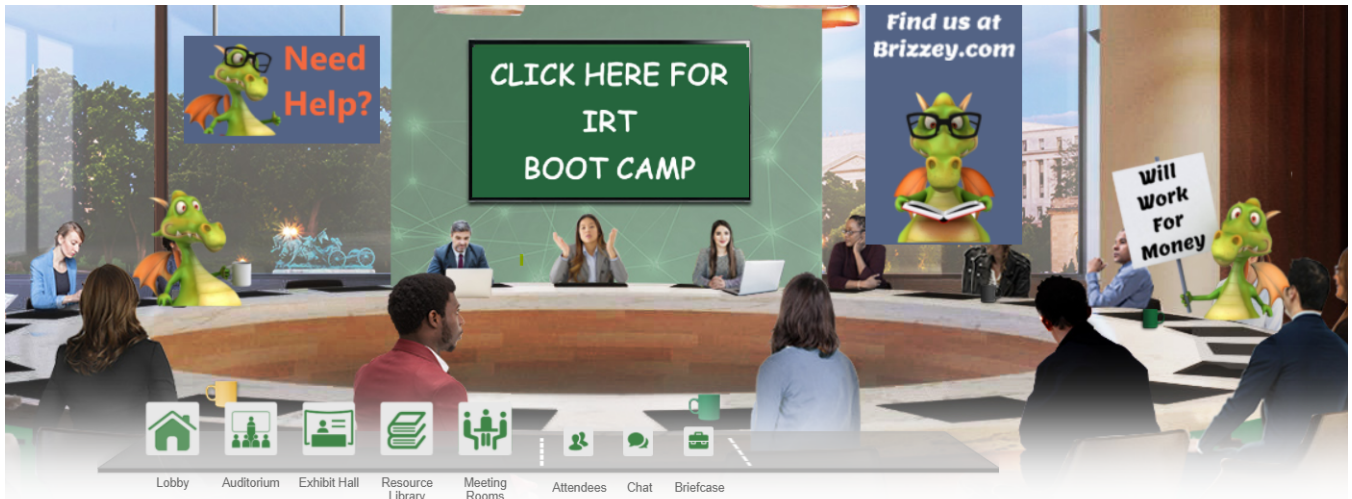 Need
Help?
CLICK HERE FOR
IRT
BOOT CAMP
Find us at
Brizzey.com
Will
Work
For
Money
Lobby
Auditorium
Exhibit Hall
Resource
Library
Meeting
Rooms
Attendees
Chat
Briefcase